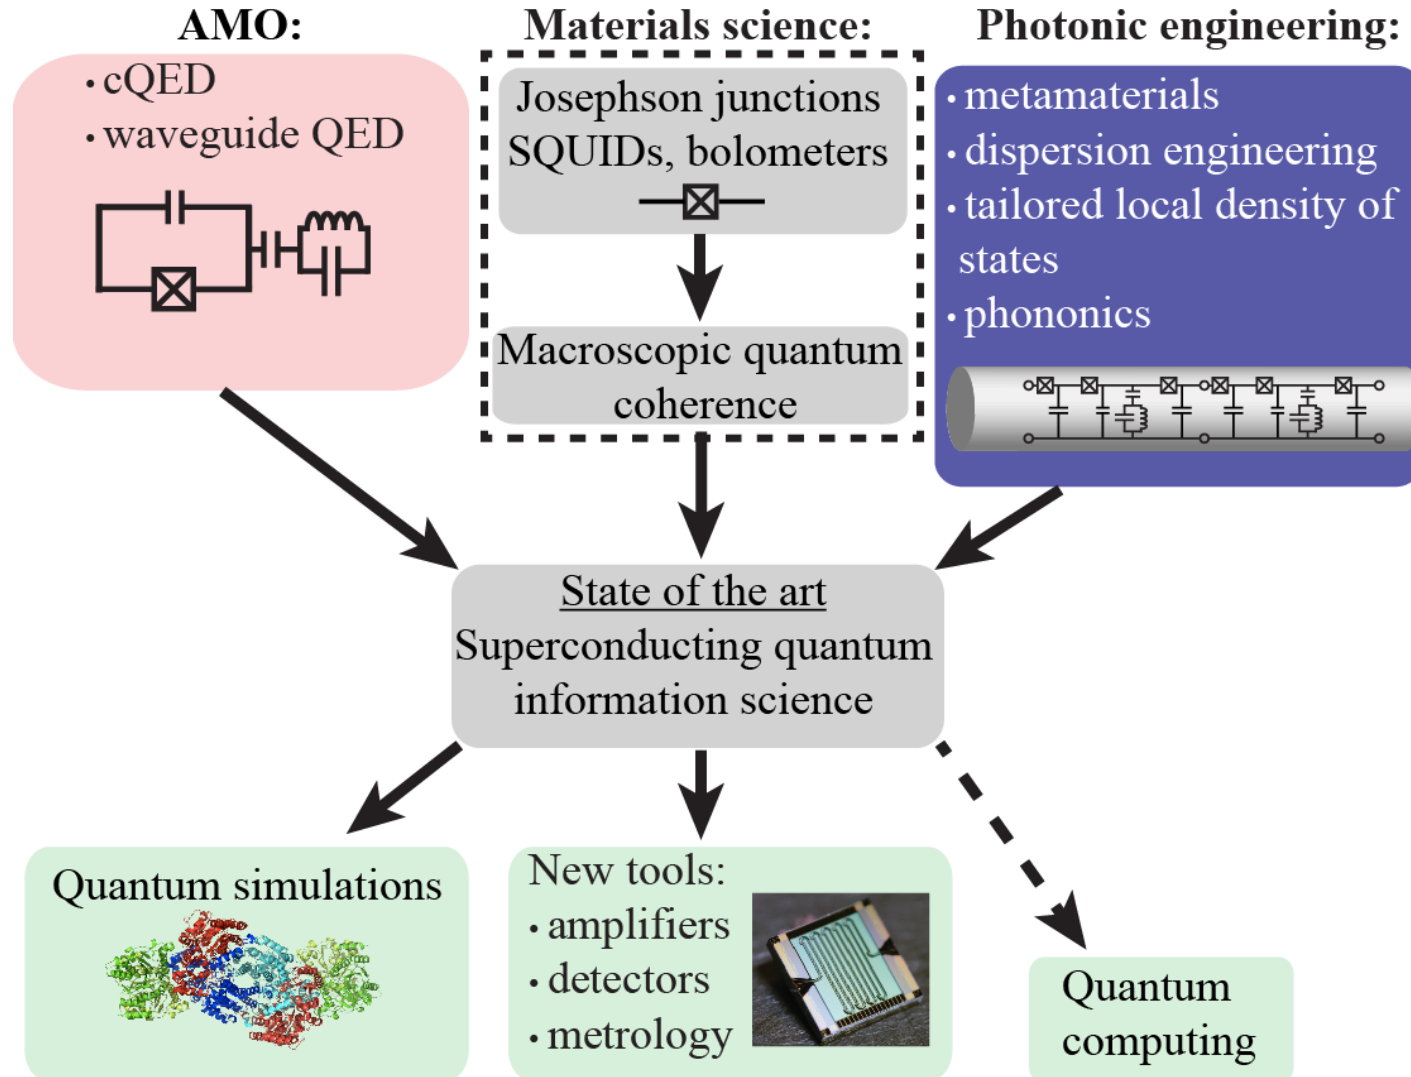 AMO:
• cQED
• waveguide QED
Materials science:
Josephson junctions
SQUIDs, bolometers
Macroscopic quantum
coherence
Photonic engineering:
• metamaterials
• dispersion engineering
• tailored local density of
states
• phononics
State of the art
Superconducting quantum
information science
Quantum simulations
New tools:
• amplifiers
• detectors
• metrology
Quantum
computing